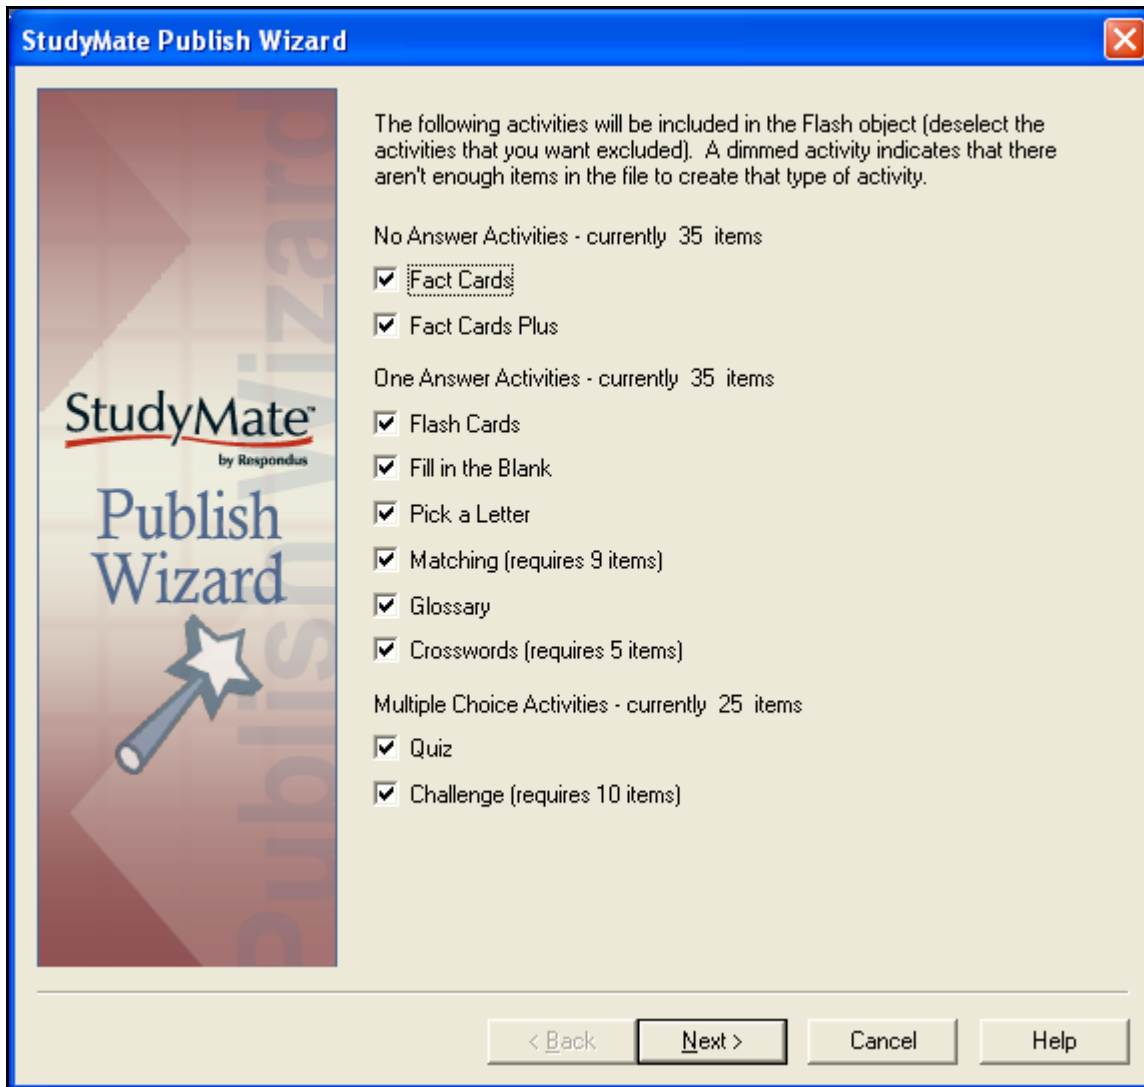 StudyMate Publish Wizard
The following activities will be included in the Flash object (deselect the
activities that you want excluded). A dimmed activity indicates that there
aren't enough items in the file to create that type of activity.
No Answer Activities - currently 35 items
Fact Cards
Fact Cards Plus
One Answer Activities - currently 35 items
Flash Cards
Fill in the Blank
Pick a Letter
Matching (requires 9 items)
Glossary
Crosswords (requires 5 items)
Multiple Choice Activities - currently 25 items
Quiz
Challenge (requires 10 items)
StudyMate™
by Respondus
Publish
Wizard
Publish Wizard
< Back
Next >
Cancel
Help